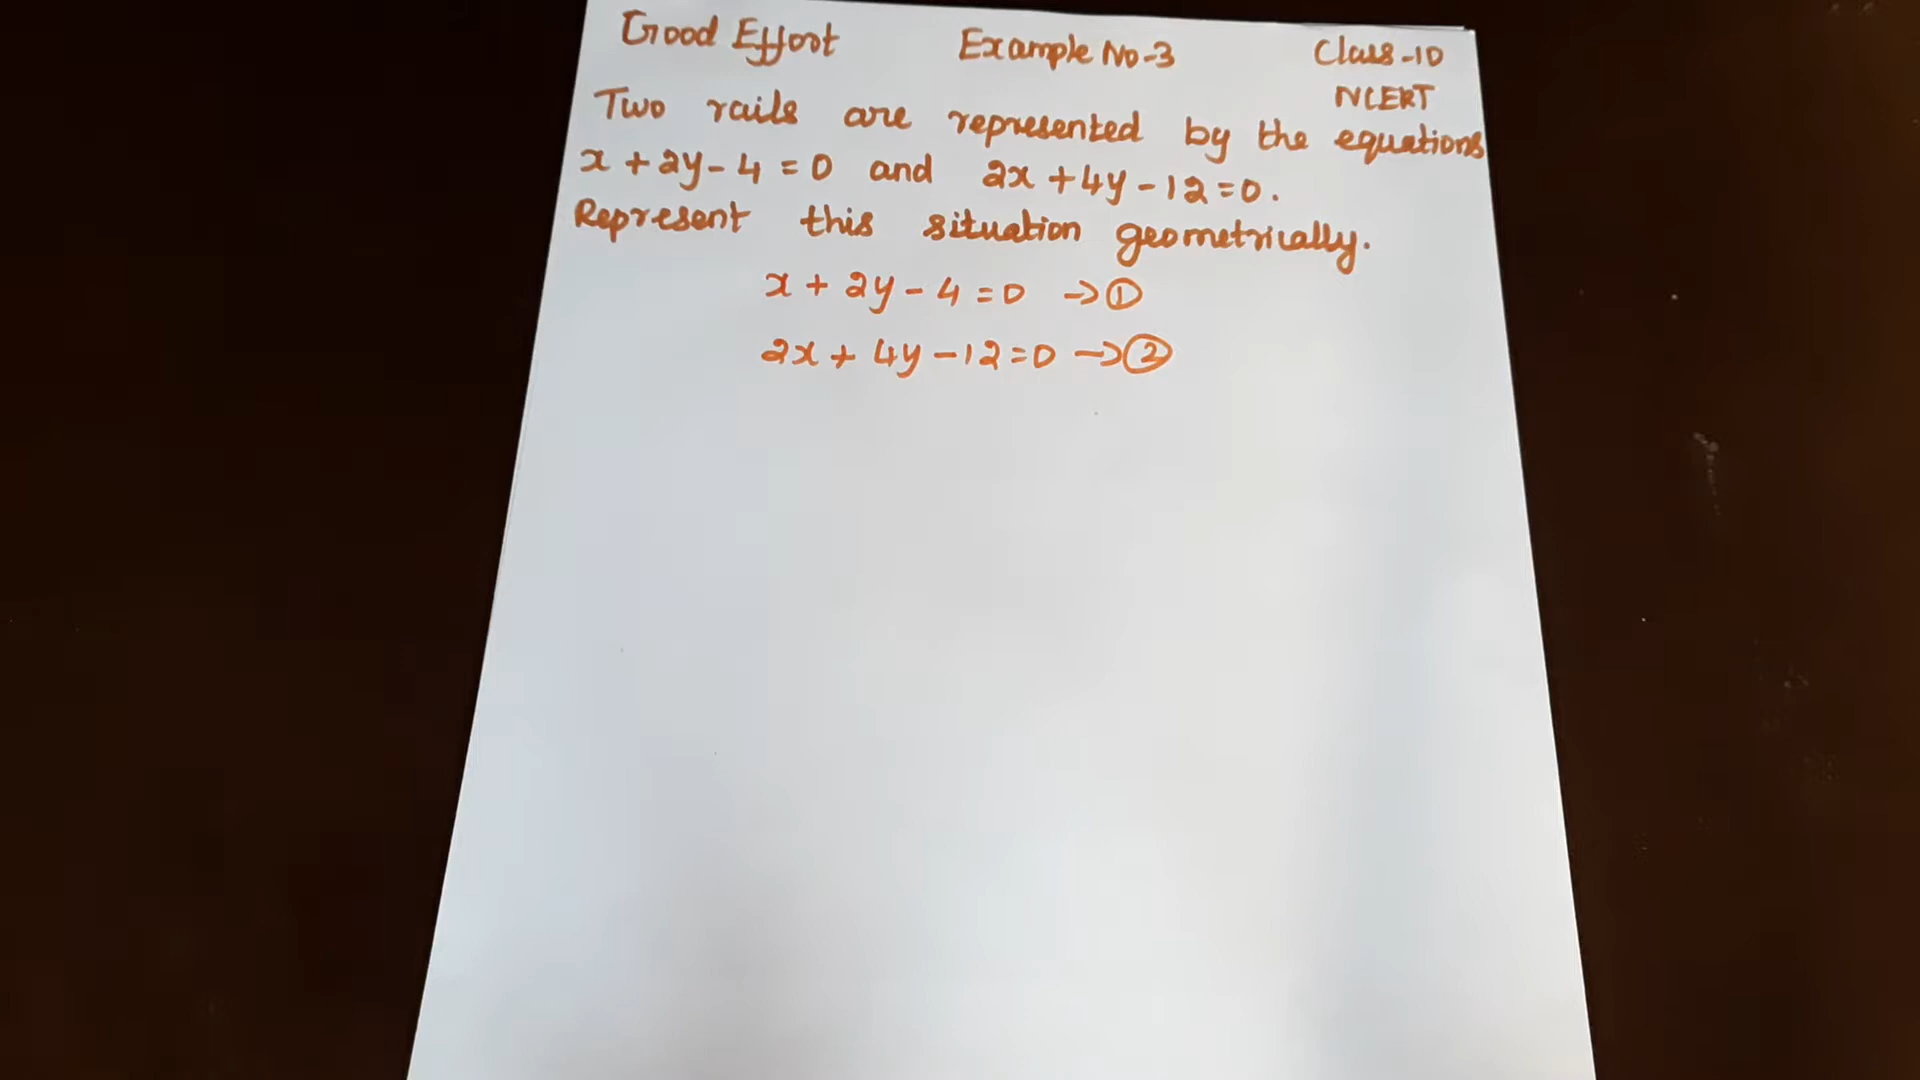 Good Effort Example No-3 Class-10
NCERT
Two rails are represented by the equations
x + 2y - 4 = 0 and 2x + 4y - 12 = 0.
Represent this situation geometrically.
x + 2y - 4 = 0 → ①
2x + 4y - 12 = 0 → ②